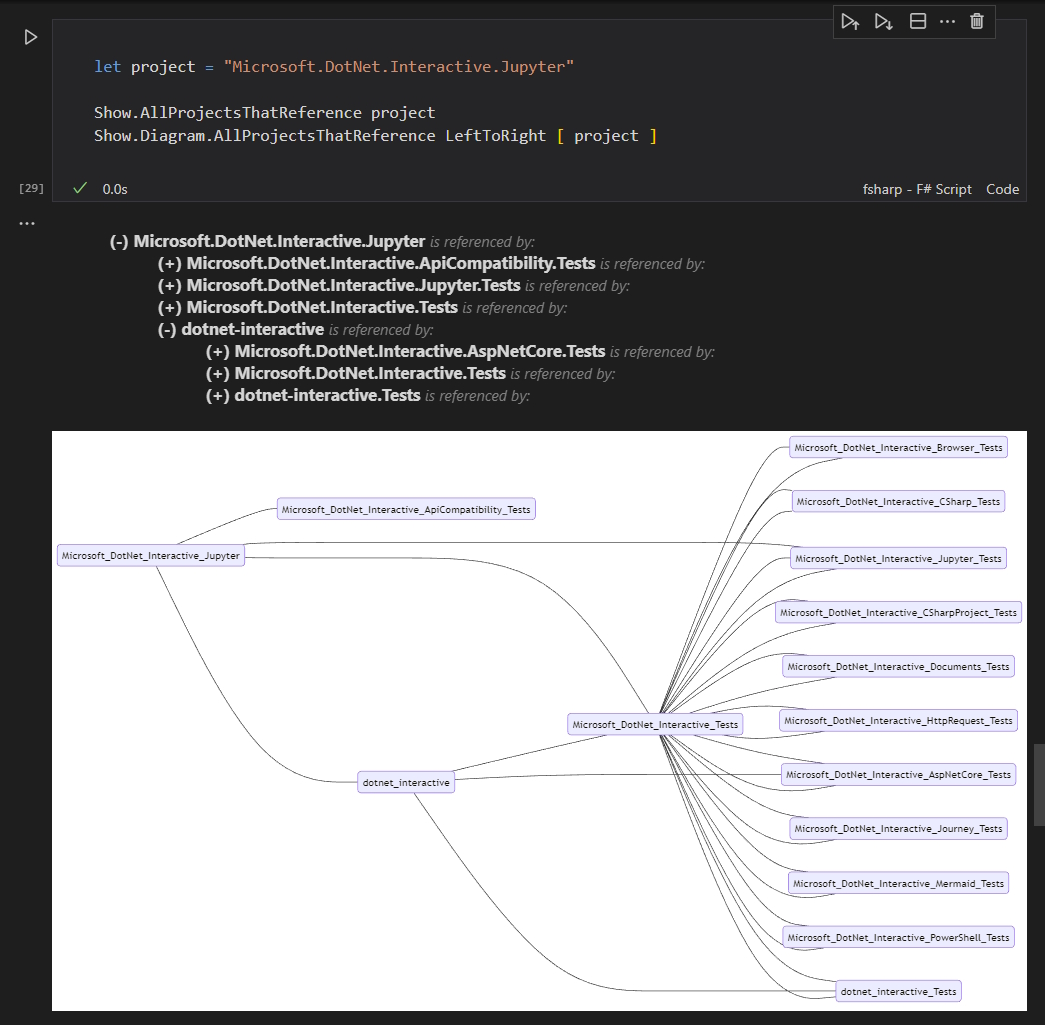 let project = "Microsoft.DotNet.Interactive.Jupyter"
Show.AllProjectsThatReference project
Show.Diagram.AllProjectsThatReference LeftToRight [ project ]
[29] 0.0s fsharp - F# Script Code
(-) Microsoft.DotNet.Interactive.Jupyter is referenced by:
(+) Microsoft.DotNet.Interactive.ApiCompatibility.Tests is referenced by:
(+) Microsoft.DotNet.Interactive.Jupyter.Tests is referenced by:
(+) Microsoft.DotNet.Interactive.Tests is referenced by:
(-) dotnet-interactive is referenced by:
(+) Microsoft.DotNet.Interactive.AspNetCore.Tests is referenced by:
(+) Microsoft.DotNet.Interactive.Tests is referenced by:
(+) dotnet-interactive.Tests is referenced by:
Microsoft_DotNet_Interactive_Browser_Tests
Microsoft_DotNet_Interactive_CSharp_Tests
Microsoft_DotNet_Interactive_ApiCompatibility_Tests
Microsoft_DotNet_Interactive_Jupyter
Microsoft_DotNet_Interactive_Jupyter_Tests
Microsoft_DotNet_Interactive_CSharpProject_Tests
Microsoft_DotNet_Interactive_Documents_Tests
Microsoft_DotNet_Interactive_HttpRequest_Tests
Microsoft_DotNet_Interactive_Tests
Microsoft_DotNet_Interactive_AspNetCore_Tests
dotnet_interactive
Microsoft_DotNet_Interactive_Journey_Tests
Microsoft_DotNet_Interactive_Mermaid_Tests
Microsoft_DotNet_Interactive_PowerShell_Tests
dotnet_interactive_Tests